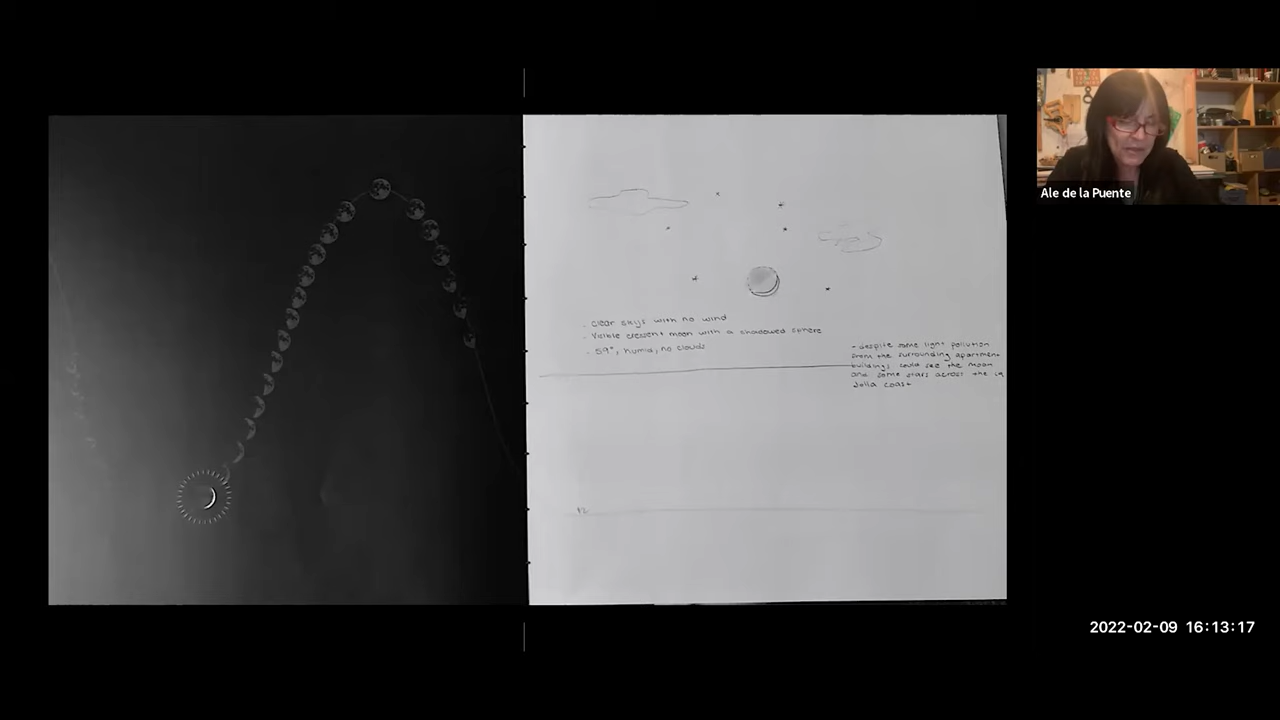 Ale de la Puente
. Clear skys with no wind
. Visible cresent moon with a shadowed sphere
. 59°, humid, no clouds
- despite some light pollution
from the surrounding apartment
buildings could see the moon
and some stars across the La
Jolla coast
2022-02-09 16:13:17